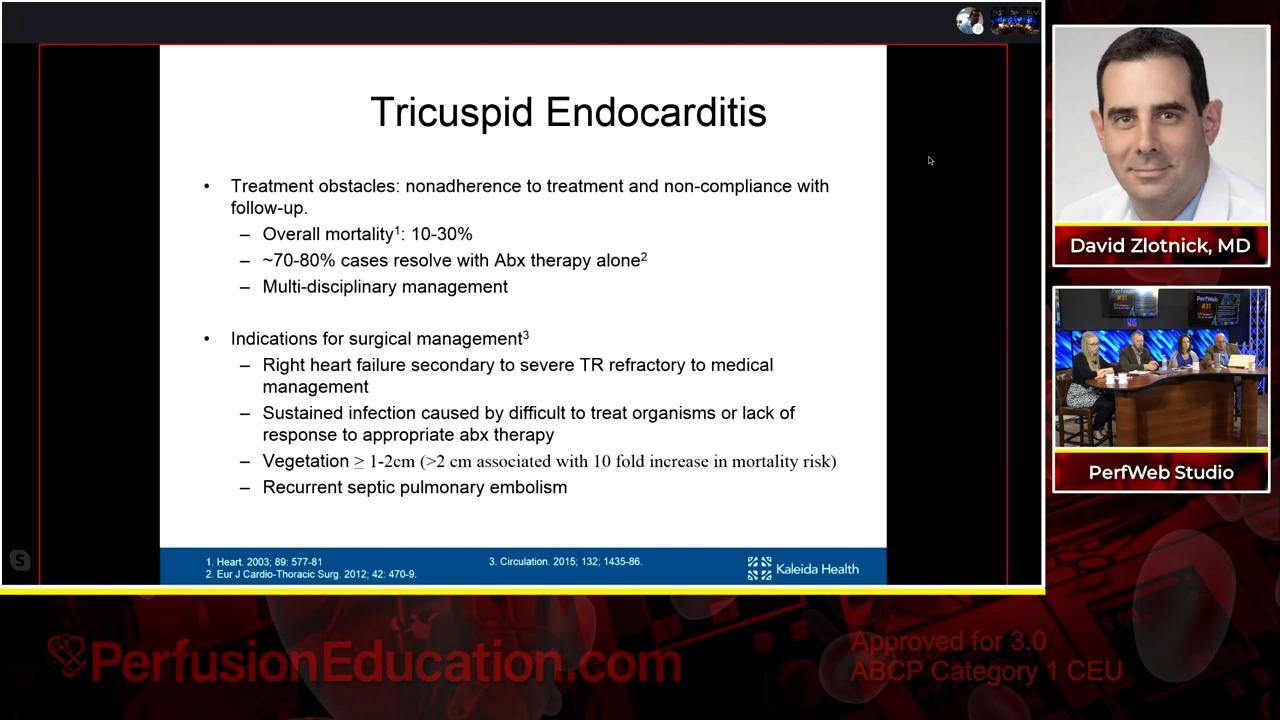 Tricuspid Endocarditis
• Treatment obstacles: nonadherence to treatment and non-compliance with
follow-up.
– Overall mortality¹: 10-30%
– ~70-80% cases resolve with Abx therapy alone²
– Multi-disciplinary management
• Indications for surgical management³
– Right heart failure secondary to severe TR refractory to medical
management
– Sustained infection caused by difficult to treat organisms or lack of
response to appropriate abx therapy
– Vegetation ≥ 1-2cm (>2 cm associated with 10 fold increase in mortality risk)
– Recurrent septic pulmonary embolism
1. Heart. 2003; 89: 577-81
2. Eur J Cardio-Thoracic Surg. 2012; 42: 470-9.
3. Circulation. 2015; 132; 1435-86.
Kaleida Health
S
David Zlotnick, MD
PerfWeb
PerfWeb Studio
PerfusionEducation.com
Approved for 3.0
ABCP Category 1 CEU